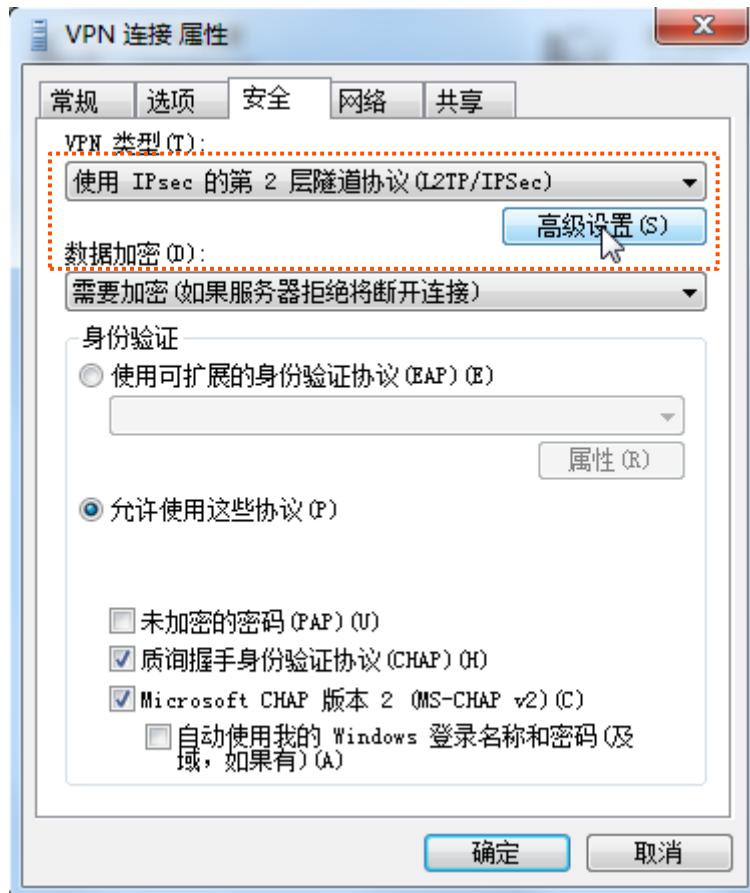 VPN 连接 属性
常规 选项 安全 网络 共享
VPN 类型(T):
使用 IPsec 的第 2 层隧道协议(L2TP/IPSec)
高级设置(S)
数据加密(D):
需要加密(如果服务器拒绝将断开连接)
身份验证
使用可扩展的身份验证协议(EAP)(E)
属性(R)
允许使用这些协议(P)
未加密的密码(PAP)(U)
质询握手身份验证协议(CHAP)(H)
Microsoft CHAP 版本 2 (MS-CHAP v2)(C)
自动使用我的 Windows 登录名称和密码(及
域，如果有)(A)
确定 取消